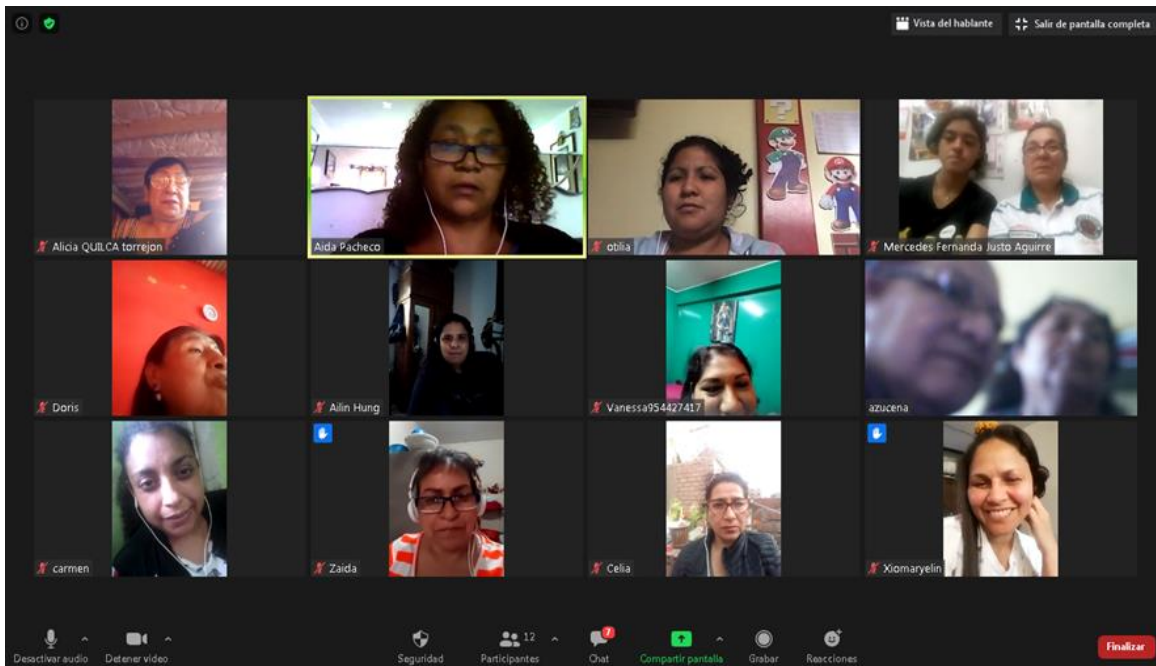 Vista del hablante
Salir de pantalla completa
Alicia QUILCA torrejon
Aida Pacheco
otilia
Mercedes Fernanda Justo Aguirre
Doris
Ailin Hung
Vanessa954427417
azucena
carmen
Zaida
Celia
Xiomaryelin
Desactivar audio
Detener video
Seguridad
12
Participantes
7
Chat
Compartir pantalla
Grabar
Reacciones
Finalizar